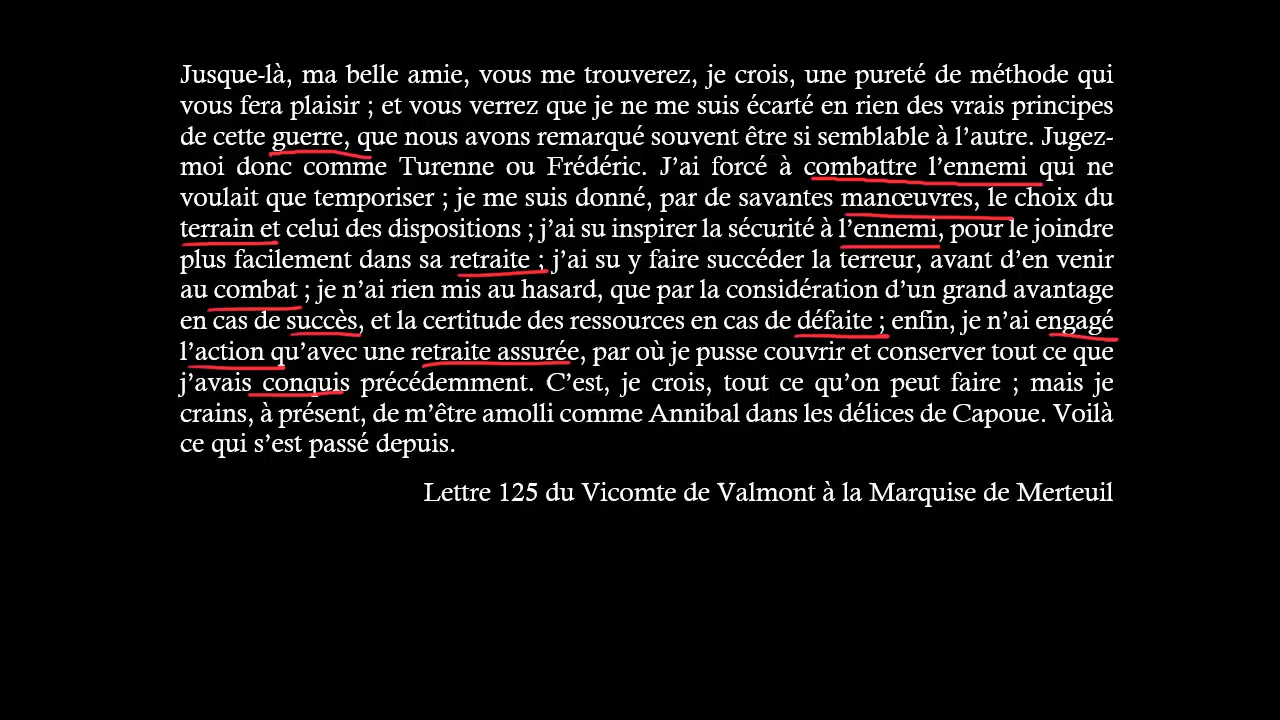 Jusque-là, ma belle amie, vous me trouverez, je crois, une pureté de méthode qui
vous fera plaisir ; et vous verrez que je ne me suis écarté en rien des vrais principes
de cette guerre, que nous avons remarqué souvent être si semblable à l’autre. Jugez-
moi donc comme Turenne ou Frédéric. J’ai forcé à combattre l’ennemi qui ne
voulait que temporiser ; je me suis donné, par de savantes manœuvres, le choix du
terrain et celui des dispositions ; j’ai su inspirer la sécurité à l’ennemi, pour le joindre
plus facilement dans sa retraite ; j’ai su y faire succéder la terreur, avant d’en venir
au combat ; je n’ai rien mis au hasard, que par la considération d’un grand avantage
en cas de succès, et la certitude des ressources en cas de défaite ; enfin, je n’ai engagé
l’action qu’avec une retraite assurée, par où je pusse couvrir et conserver tout ce que
j’avais conquis précédemment. C’est, je crois, tout ce qu’on peut faire ; mais je
crains, à présent, de m’être amolli comme Annibal dans les délices de Capoue. Voilà
ce qui s’est passé depuis.
Lettre 125 du Vicomte de Valmont à la Marquise de Merteuil